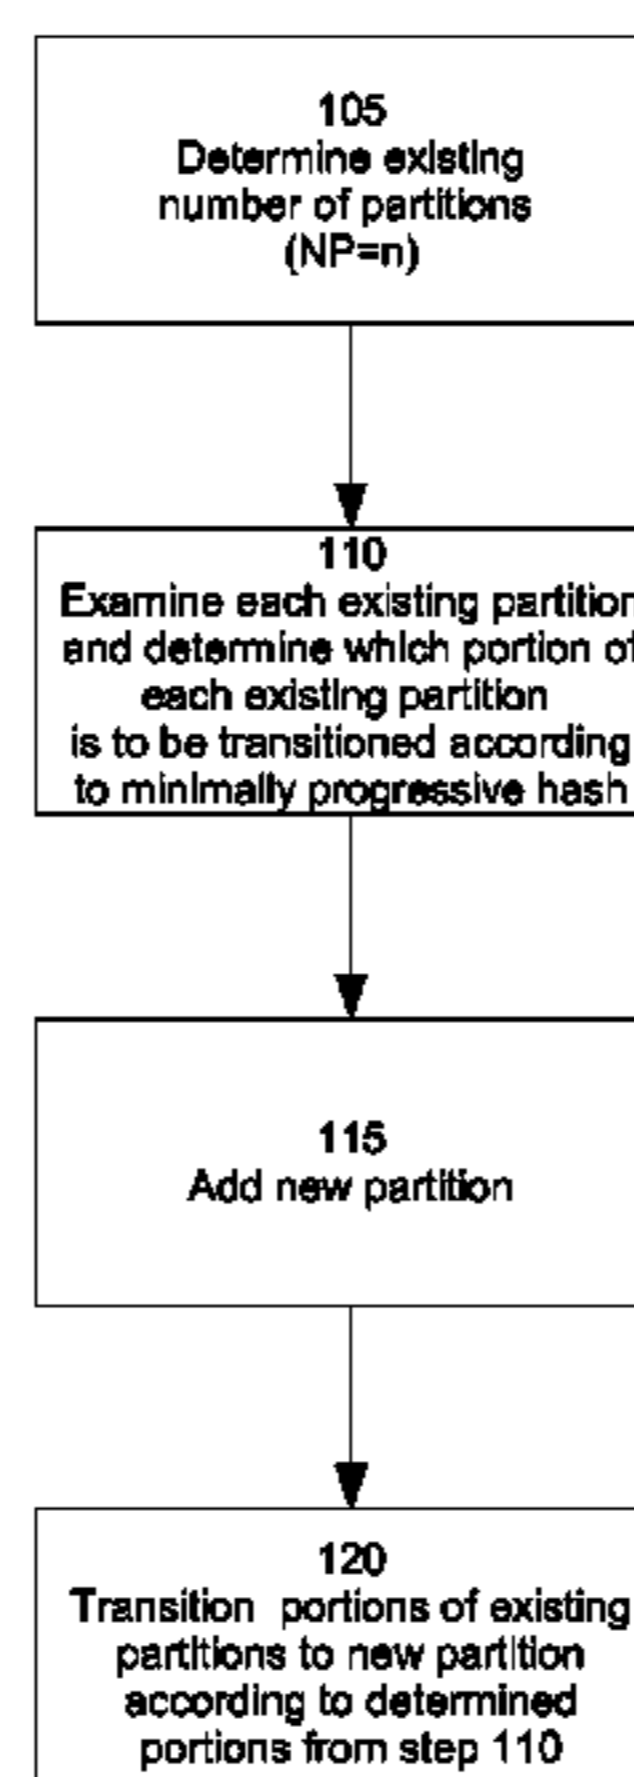 105
Determine existing
number of partitions
(NP=n)
110
Examine each existing partition
and determine which portion of
each existing partition
is to be transitioned according
to minimally progressive hash
115
Add new partition
120
Transition portions of existing
partitions to new partition
according to determined
portions from step 110